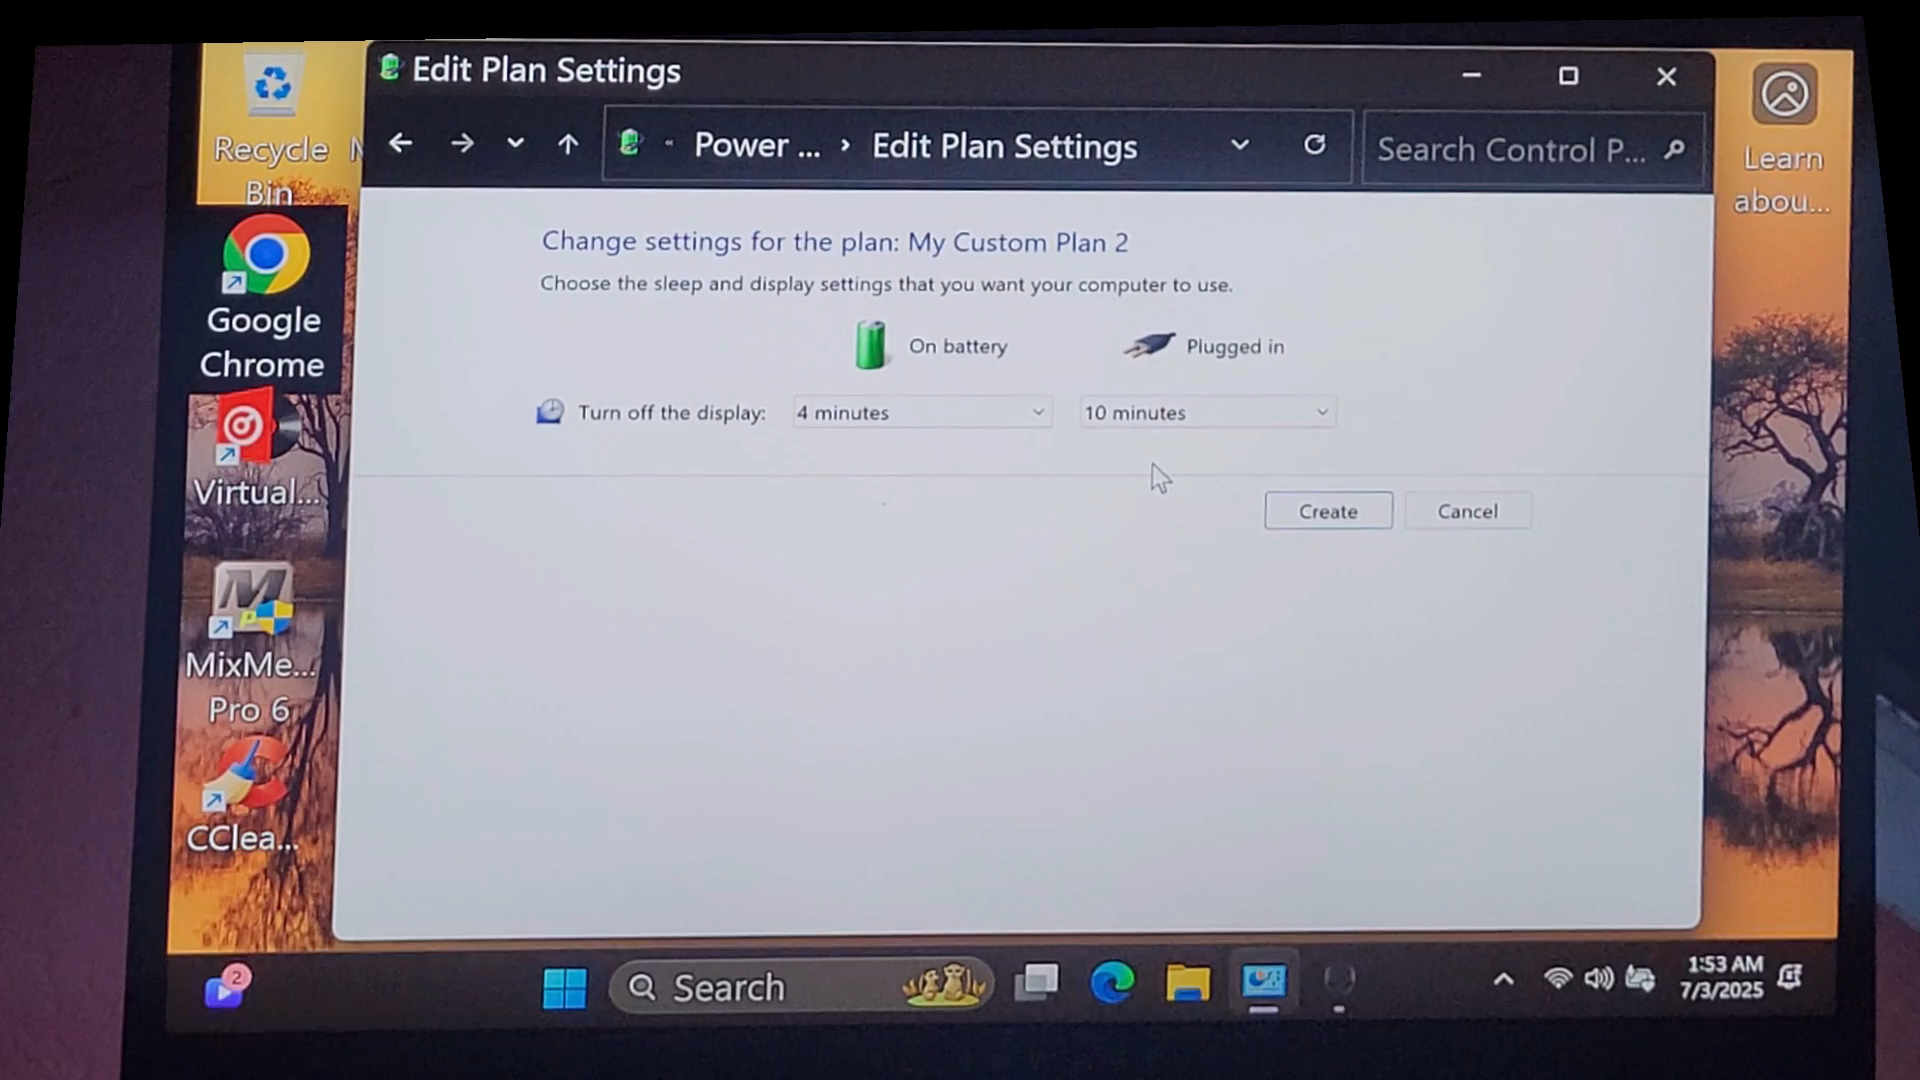 Edit Plan Settings
Power ... › Edit Plan Settings
Search Control P...
Change settings for the plan: My Custom Plan 2
Choose the sleep and display settings that you want your computer to use.
On battery
Plugged in
Turn off the display:
4 minutes
10 minutes
Create
Cancel
Recycle
Bin
Google
Chrome
Virtual...
MixMe...
Pro 6
CClea...
Learn
abou...
2
Search
1:53 AM
7/3/2025